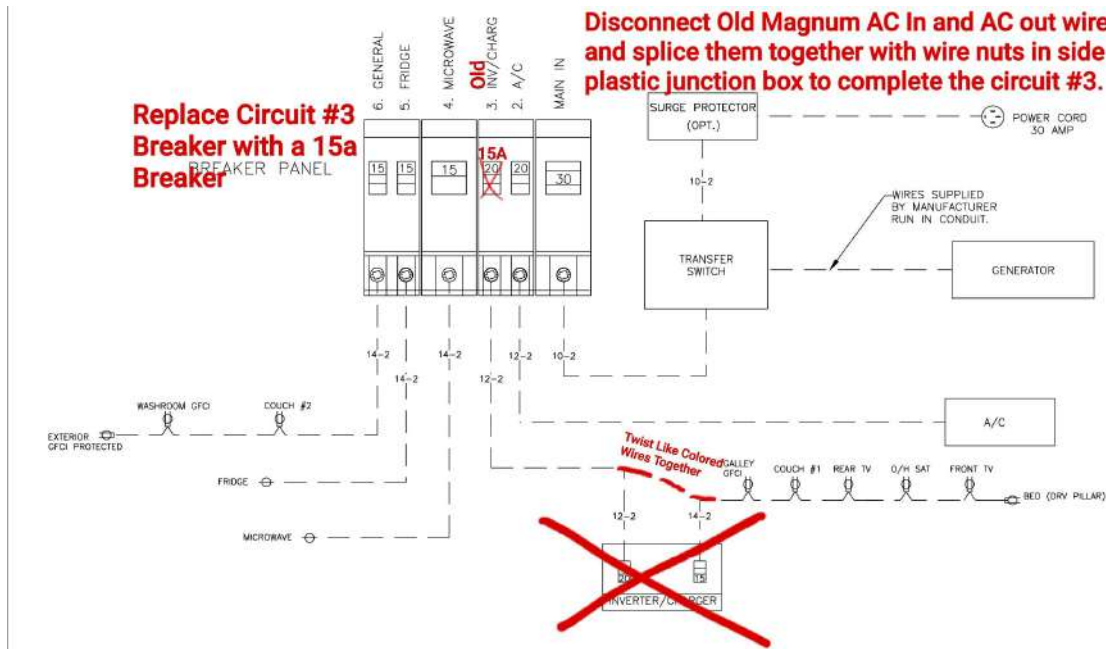 Disconnect Old Magnum AC In and AC out wire
and splice them together with wire nuts in side
plastic junction box to complete the circuit #3.
Replace Circuit #3
Breaker with a 15a
Breaker
BREAKER PANEL
6. GENERAL
5. FRIDGE
4. MICROWAVE
Old
3. INV/CHARG
2. A/C
MAIN IN
15
15
15
15A
20
20
30
SURGE PROTECTOR
(OPT.)
POWER CORD
30 AMP
10-2
WIRES SUPPLIED
BY MANUFACTURER
RUN IN CONDUIT.
TRANSFER
SWITCH
GENERATOR
14-2
14-2
14-2
12-2
12-2
10-2
WASHROOM GFCI
COUCH #2
EXTERIOR
GFCI PROTECTED
A/C
Twist Like Colored
Wires Together
GALLEY
GFCI
COUCH #1
REAR TV
O/H SAT
FRONT TV
BED (DRV PILLAR)
FRIDGE
12-2
14-2
MICROWAVE
20
15
INVERTER/CHARGER